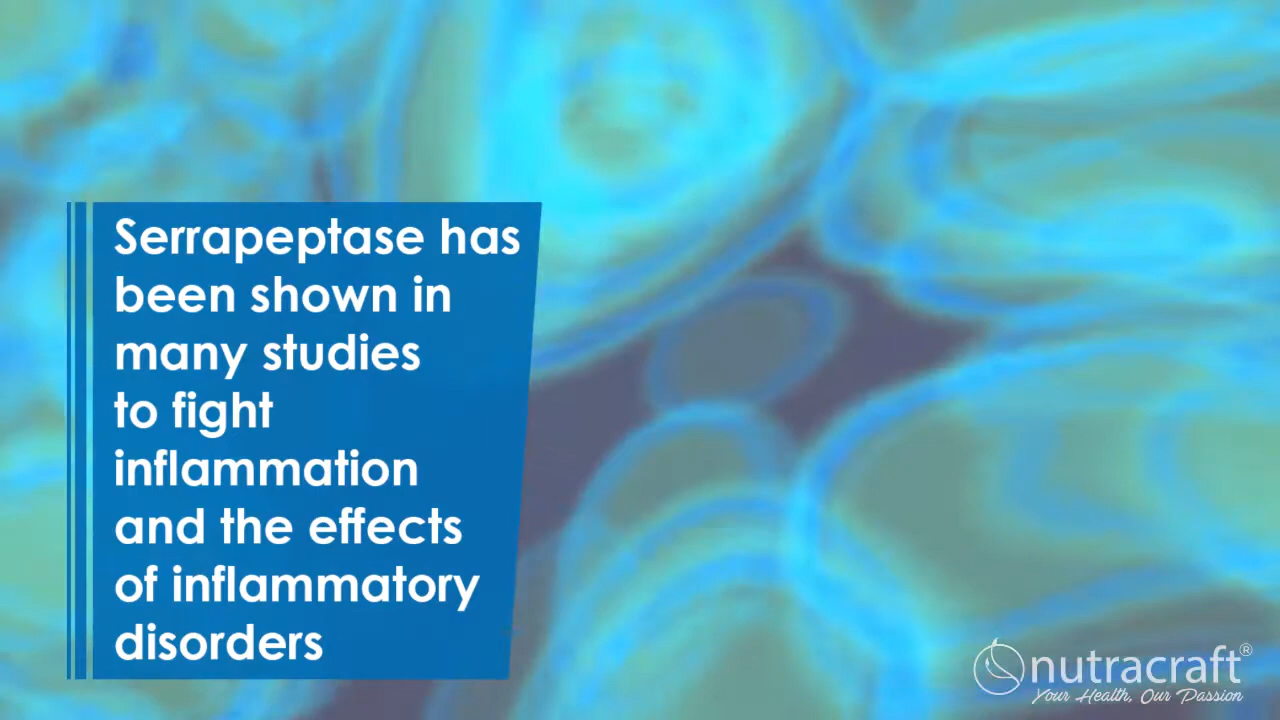 Serrapeptase has
been shown in
many studies
to fight
inflammation
and the effects
of inflammatory
disorders
nutracraft®
Your Health, Our Passion